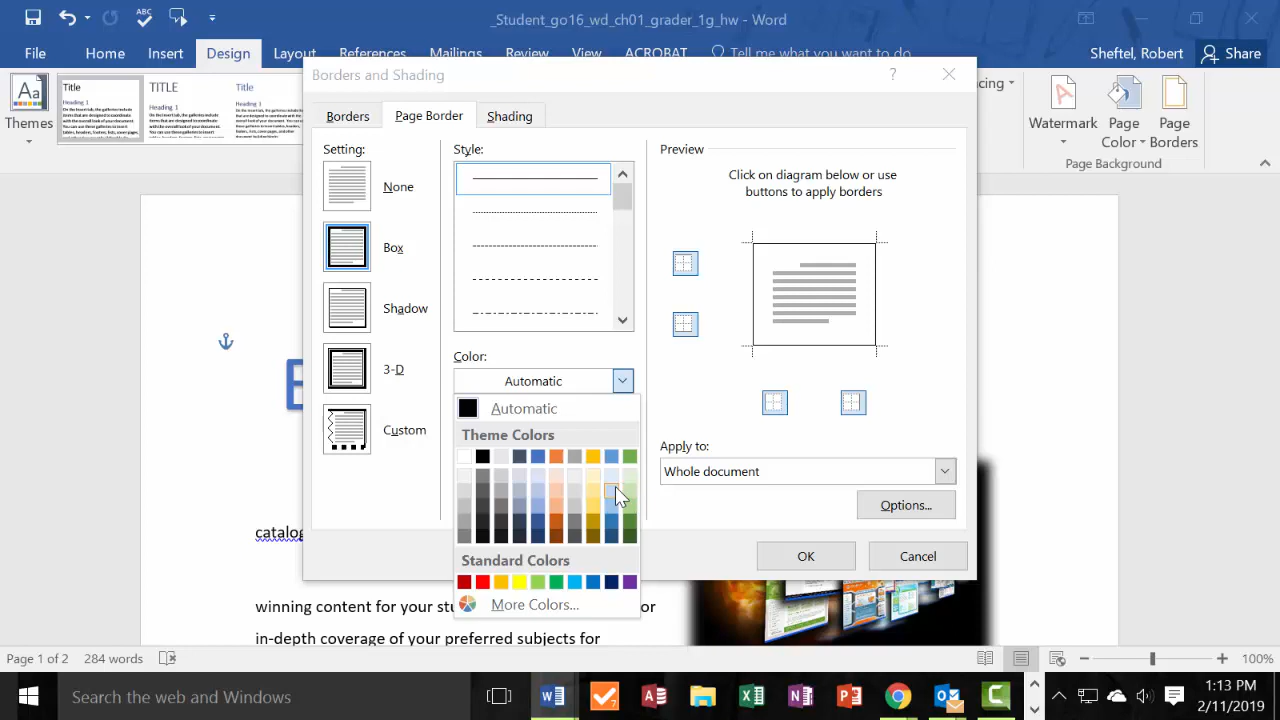 _Student_go16_wd_ch01_grader_1g_hw - Word
File
Home
Insert
Design
Layout
References
Mailings
Review
View
ACROBAT
Tell me what you want to do...
Sheftel, Robert
Share
Themes
Title
Heading 1
TITLE
Heading 1
Title
Heading 1
Watermark
Page
Color
Page
Borders
Page Background
Borders and Shading
?
Borders
Page Border
Shading
Setting:
None
Box
Shadow
3-D
Custom
Style:
Color:
Automatic
Automatic
Theme Colors
Standard Colors
More Colors...
Preview
Click on diagram below or use
buttons to apply borders
Apply to:
Whole document
Options...
OK
Cancel
winning content for your
in-depth coverage of your preferred subjects for
Page 1 of 2
284 words
100%
Search the web and Windows
1:13 PM
2/11/2019